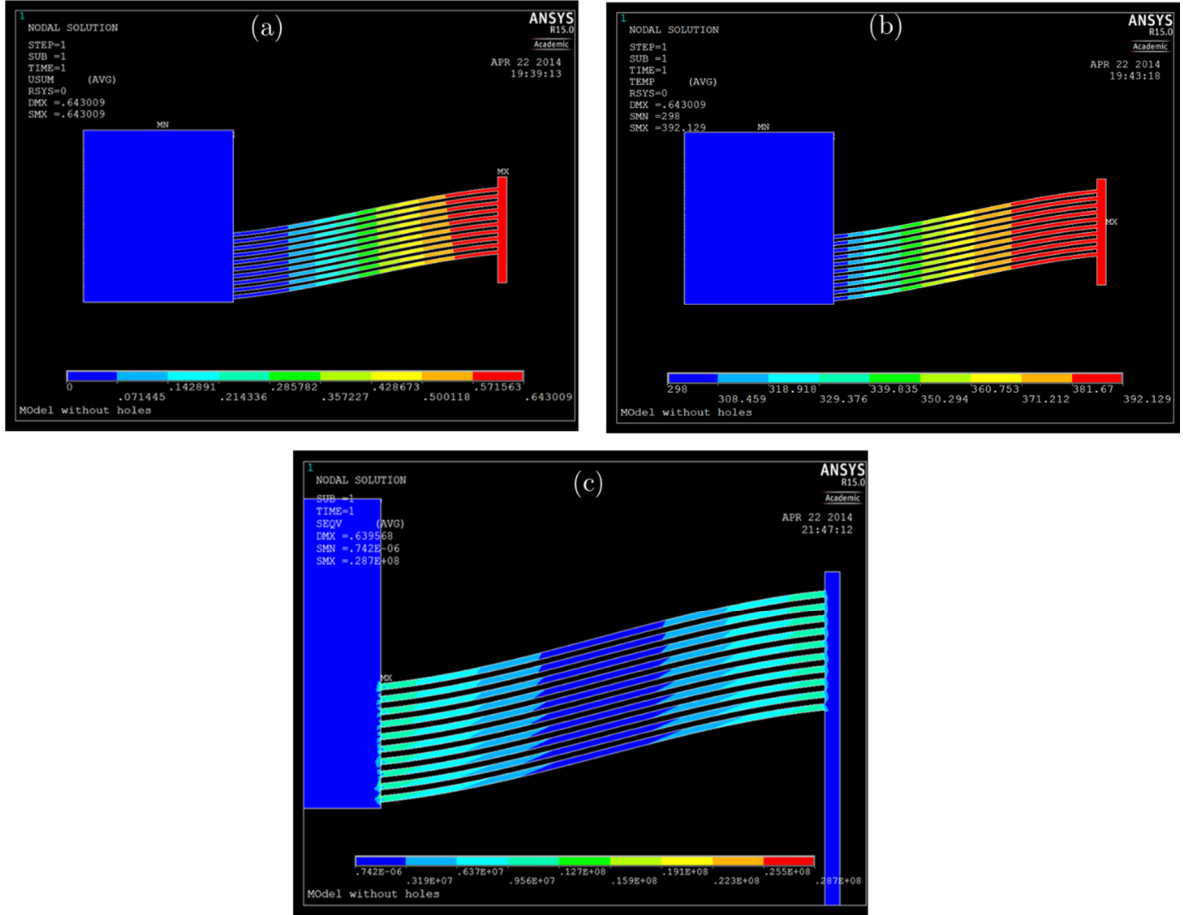 1
NODAL SOLUTION
(a)
ANSYS
R15.0
Academic
STEP=1
SUB =1
TIME=1
USUM (AVG)
RSYS=0
DMX =.643009
SMX =.643009
APR 22 2014
19:39:13
MN
MX
0 .142891 .285782 .428673 .571563
.071445 .214336 .357227 .500118 .643009
MOdel without holes
1
NODAL SOLUTION
(b)
ANSYS
R15.0
Academic
STEP=1
SUB =1
TIME=1
TEMP (AVG)
RSYS=0
DMX =.643009
SMN =298
SMX =392.129
APR 22 2014
19:43:18
MN
MX
298 318.918 339.835 360.753 381.67
308.459 329.376 350.294 371.212 392.129
MOdel without holes
1
NODAL SOLUTION
(c)
ANSYS
R15.0
Academic
SUB =1
TIME=1
SEQV (AVG)
DMX =.639568
SMN =.742E-06
SMX =.287E+08
APR 22 2014
21:47:12
MX
.742E-06 .637E+07 .127E+08 .191E+08 .255E+08
.319E+07 .956E+07 .159E+08 .223E+08 .287E+08
MOdel without holes